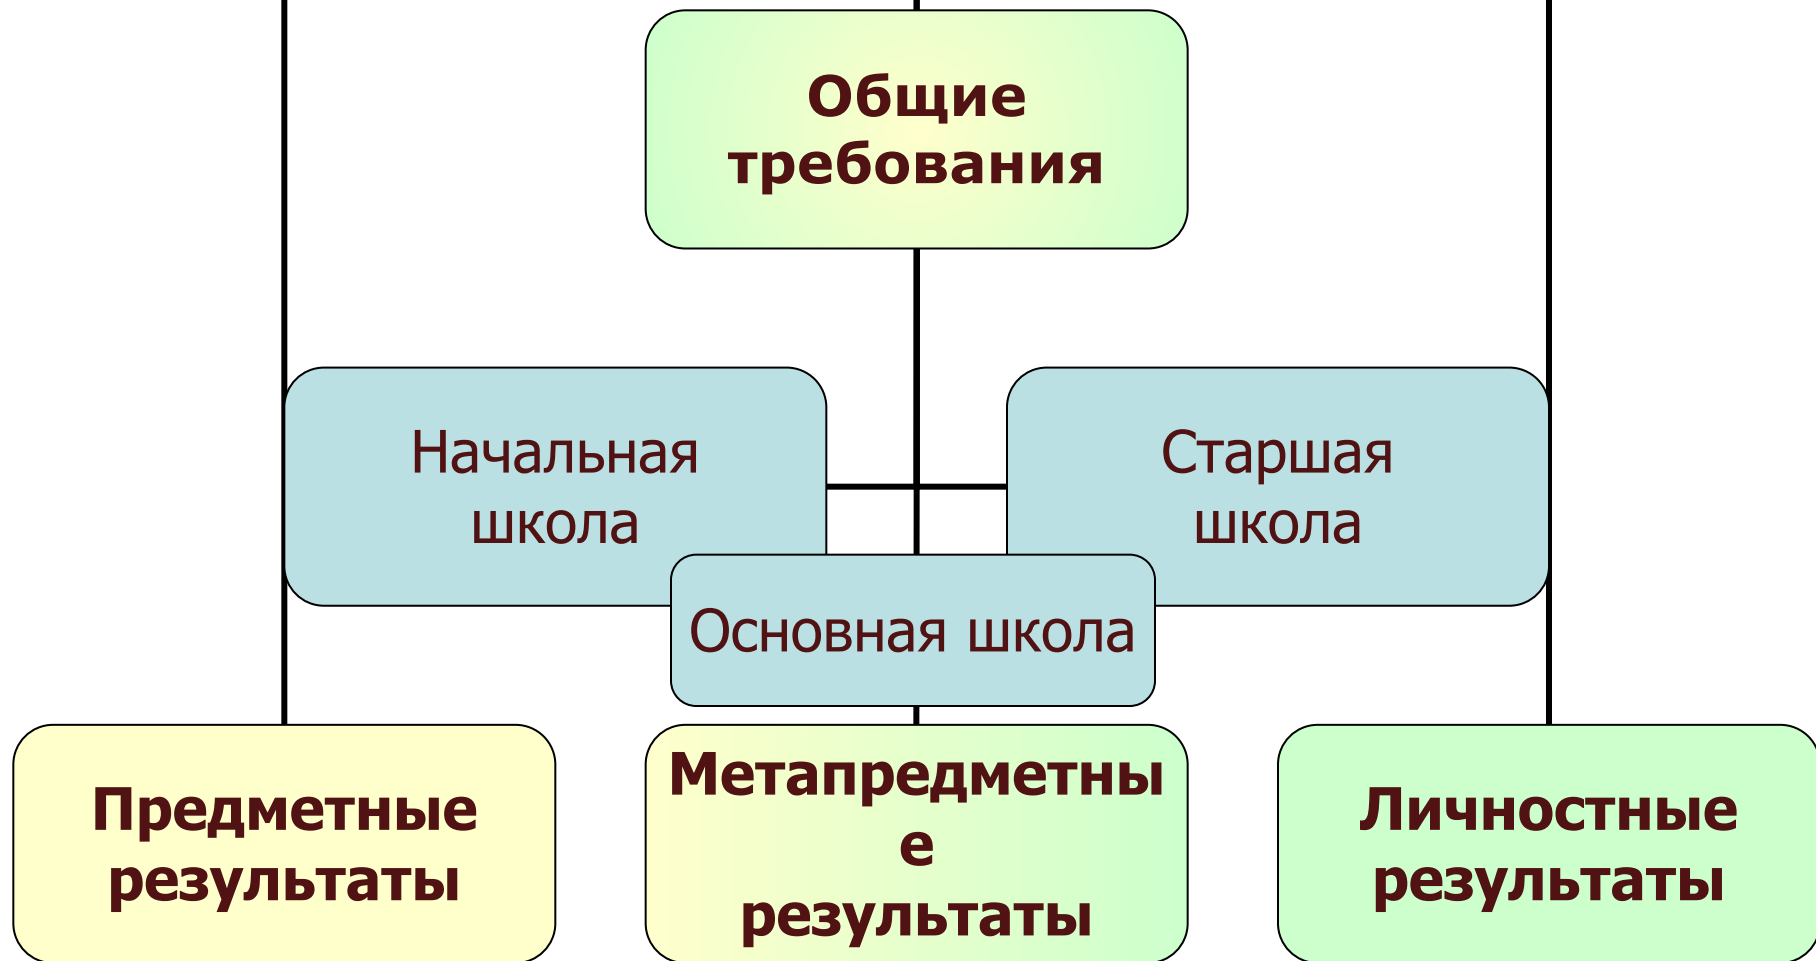 Общие
требования
Начальная
школа
Старшая
школа
Основная школа
Предметные
результаты
Метапредметны
е
результаты
Личностные
результаты